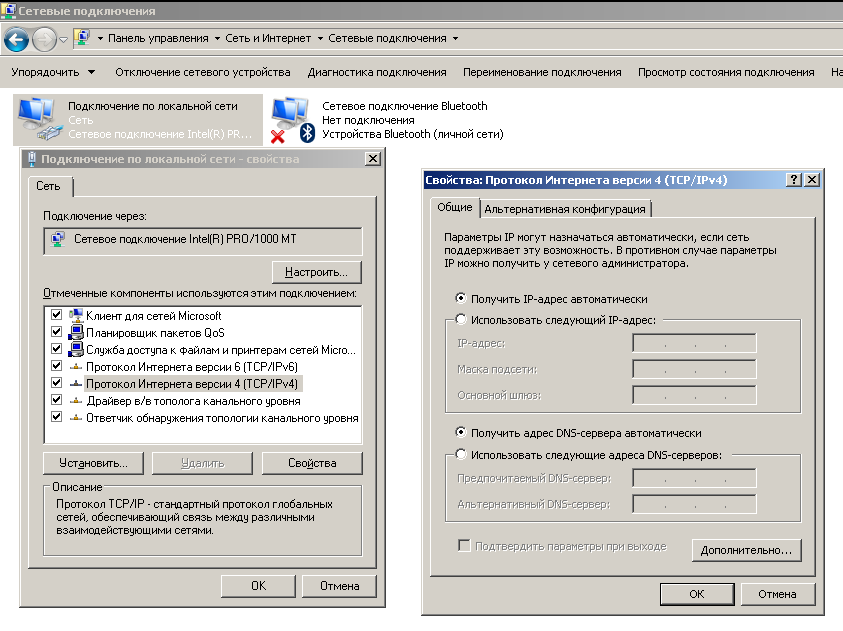 Сетевые подключения
Панель управления Сеть и Интернет Сетевые подключения
Упорядочить Отключение сетевого устройства Диагностика подключения Переименование подключения Просмотр состояния подключения На
Подключение по локальной сети
Сеть
Сетевое подключение Intel(R) PR...
Сетевое подключение Bluetooth
Нет подключения
Устройства Bluetooth (личной сети)
Подключение по локальной сети - свойства
Сеть
Подключение через:
Сетевое подключение Intel(R) PRO/1000 MT
Настроить...
Отмеченные компоненты используются этим подключением:
Клиент для сетей Microsoft
Планировщик пакетов QoS
Служба доступа к файлам и принтерам сетей Micro...
Протокол Интернета версии 6 (TCP/IPv6)
Протокол Интернета версии 4 (TCP/IPv4)
Драйвер в/в тополога канального уровня
Ответчик обнаружения топологии канального уровня
Установить... Удалить Свойства
Описание
Протокол TCP/IP - стандартный протокол глобальных
сетей, обеспечивающий связь между различными
взаимодействующими сетями.
ОК Отмена
Свойства: Протокол Интернета версии 4 (TCP/IPv4)
Общие Альтернативная конфигурация
Параметры IP могут назначаться автоматически, если сеть
поддерживает эту возможность. В противном случае параметры
IP можно получить у сетевого администратора.
Получить IP-адрес автоматически
Использовать следующий IP-адрес:
IP-адрес:
Маска подсети:
Основной шлюз:
Получить адрес DNS-сервера автоматически
Использовать следующие адреса DNS-серверов:
Предпочитаемый DNS-сервер:
Альтернативный DNS-сервер:
Подтвердить параметры при выходе
Дополнительно...
ОК Отмена